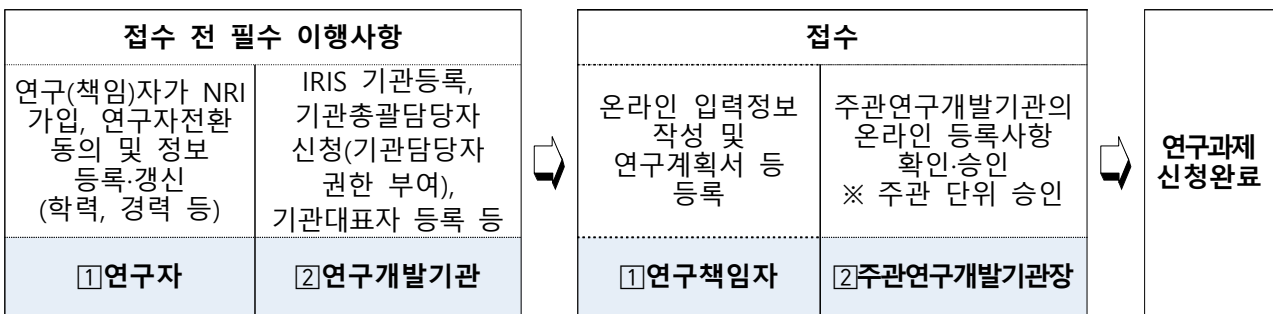 접수 전 필수 이행사항
연구(책임)자가 NRI
가입, 연구자전환
동의 및 정보
등록·갱신
(학력, 경력 등)
IRIS 기관등록,
기관총괄담당자
신청(기관담당자
권한 부여),
기관대표자 등록 등
1연구자
2연구개발기관
접수
온라인 입력정보
작성 및
연구계획서 등
등록
주관연구개발기관의
온라인 등록사항
확인·승인
※ 주관 단위 승인
1연구책임자
2주관연구개발기관장
연구과제
신청완료